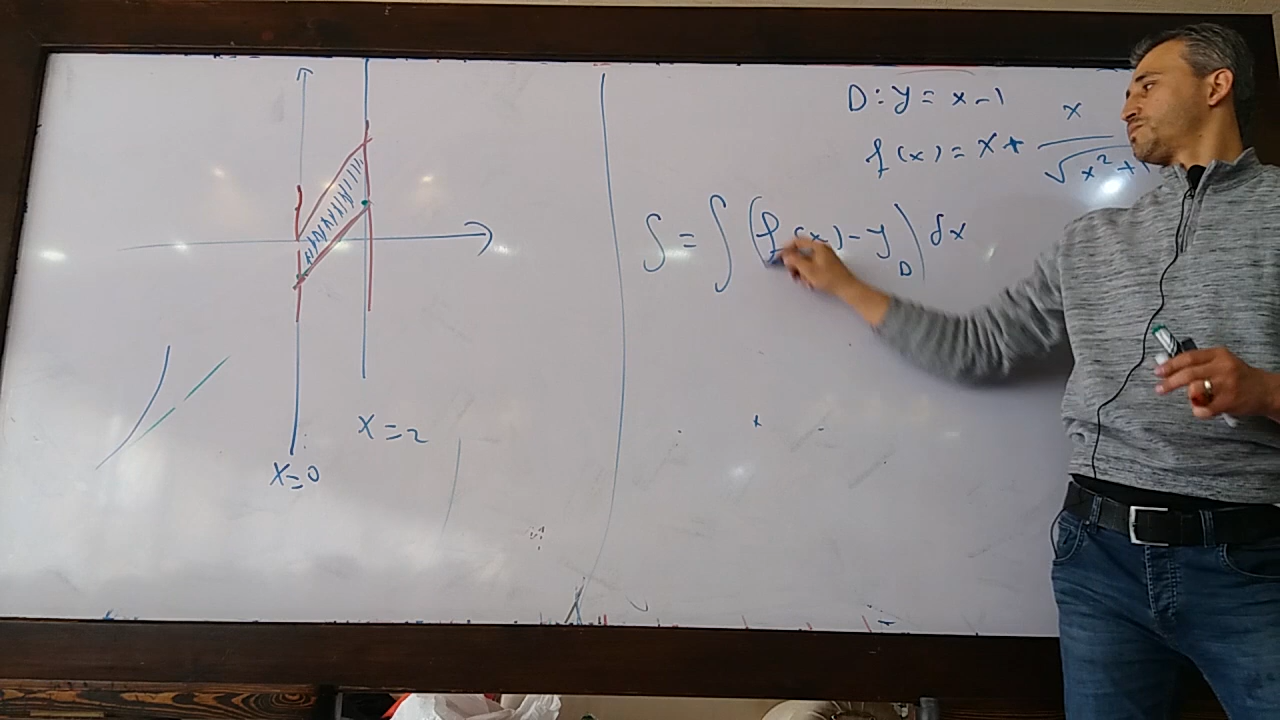 D: y = x - 1
f(x) = x + x / √x² + 1
S = ∫ (f(x) - y_D) dx
x = 2
x = 0